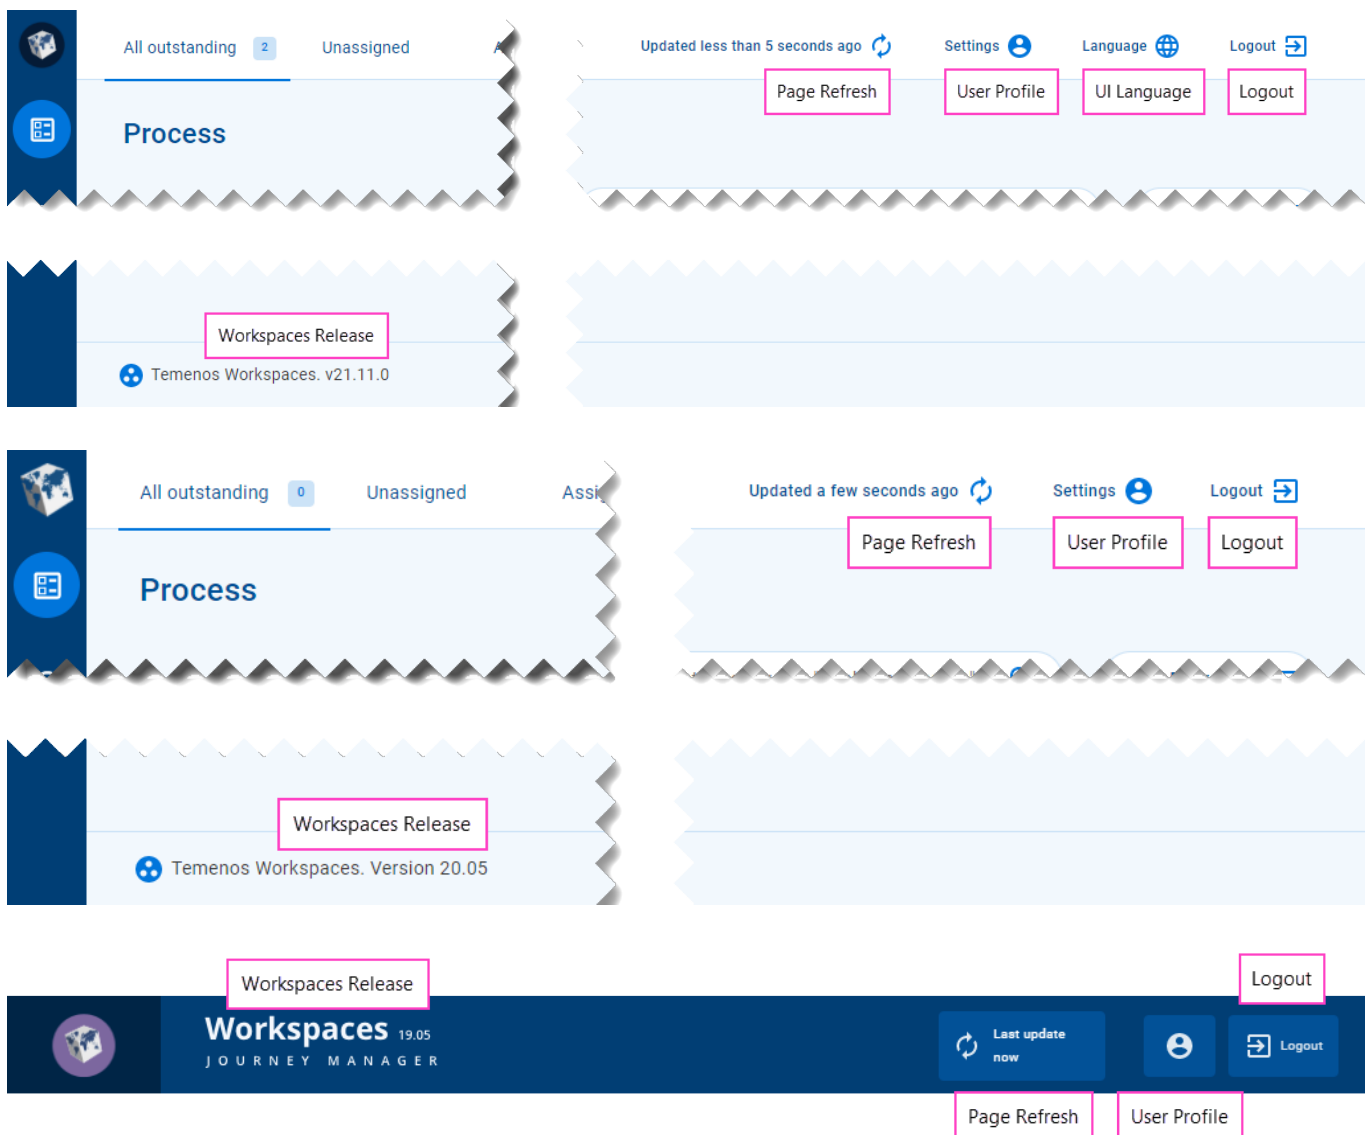 All outstanding 2 Unassigned
Updated less than 5 seconds ago Settings Language Logout
Page Refresh User Profile UI Language Logout
Process
Workspaces Release
Temenos Workspaces. v21.11.0
All outstanding 0 Unassigned
Updated a few seconds ago Settings Logout
Page Refresh User Profile Logout
Process
Workspaces Release
Temenos Workspaces. Version 20.05
Workspaces Release
Logout
Workspaces 19.05
JOURNEY MANAGER
Last update
now
Logout
Page Refresh User Profile